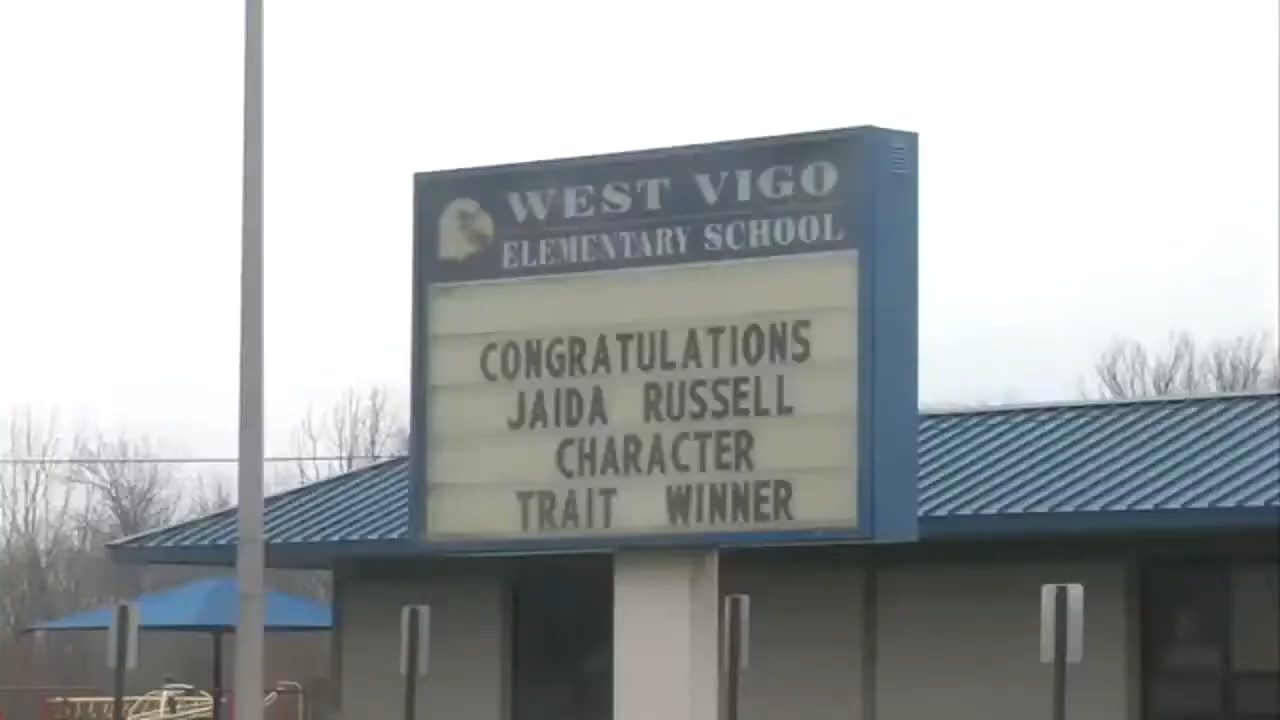 WEST VIGO
ELEMENTARY SCHOOL
CONGRATULATIONS
JAIDA RUSSELL
CHARACTER
TRAIT WINNER